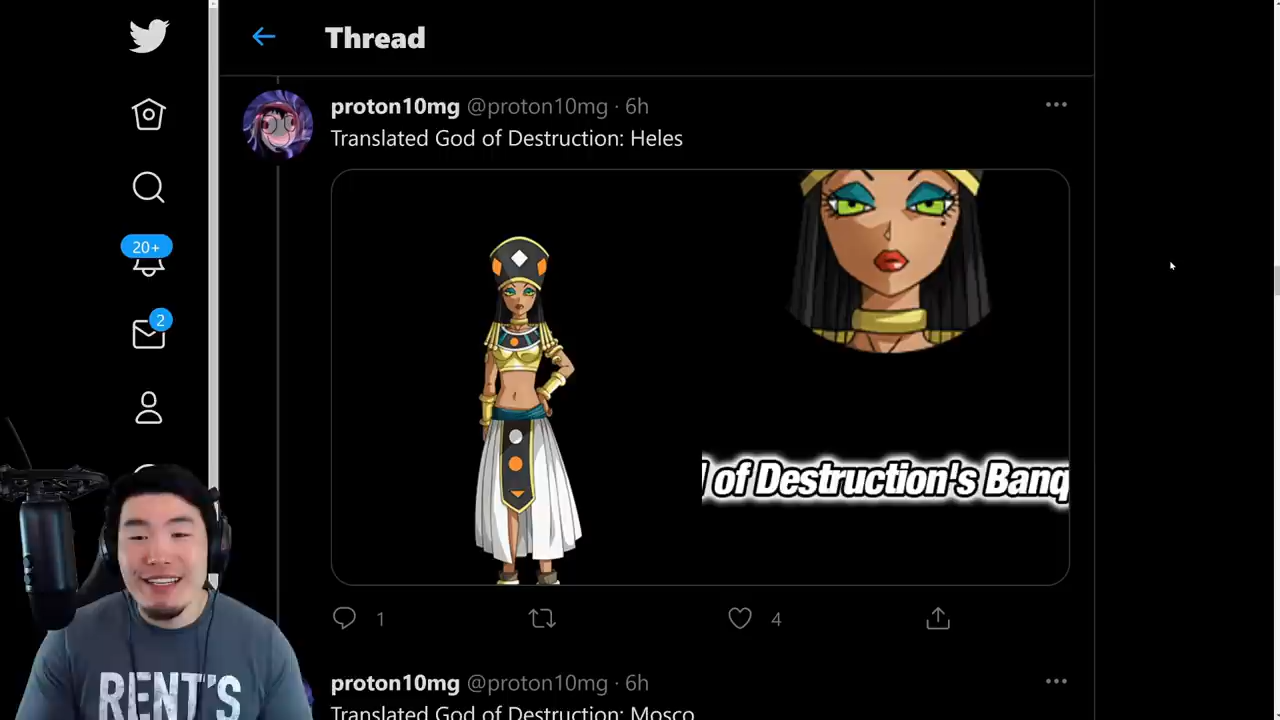 Thread
proton10mg @proton10mg · 6h
Translated God of Destruction: Heles
of Destruction's Banq
20+
2
1
4
RENT'S
proton10mg @proton10mg · 6h
Translated God of Destruction: Mosco